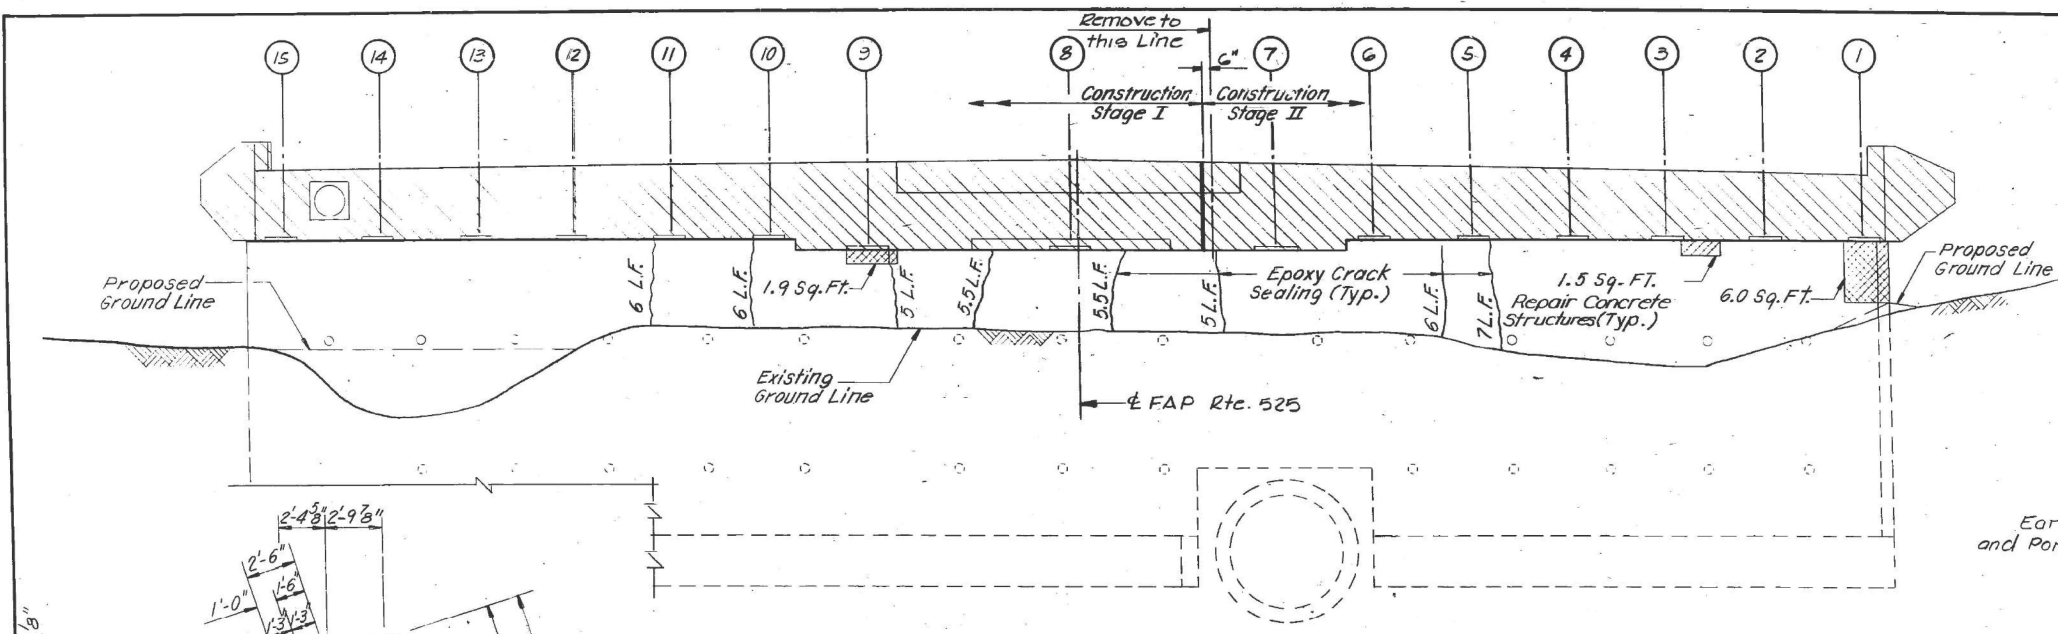 Remove to
this Line
15
14
13
12
11
10
9
8
6"
7
6
5
4
3
2
1
Construction
Stage I
Construction
Stage II
Proposed
Ground Line
6 L.F.
6 L.F.
1.9 Sq. Ft.
5 L.F.
5.5 L.F.
5.5 L.F.
5 L.F.
Epoxy Crack
Sealing (Typ.)
6 L.F.
7 L.F.
1.5 Sq. FT.
Repair Concrete
Structures (Typ.)
6.0 Sq. Ft.
Proposed
Ground Line
Existing
Ground Line
℄ FAP Rte. 525
2'-4 5/8"
2'-9 7/8"
2'-6"
1'-6"
1'-0"
1'-3"
1'-3"
Ear
and Por